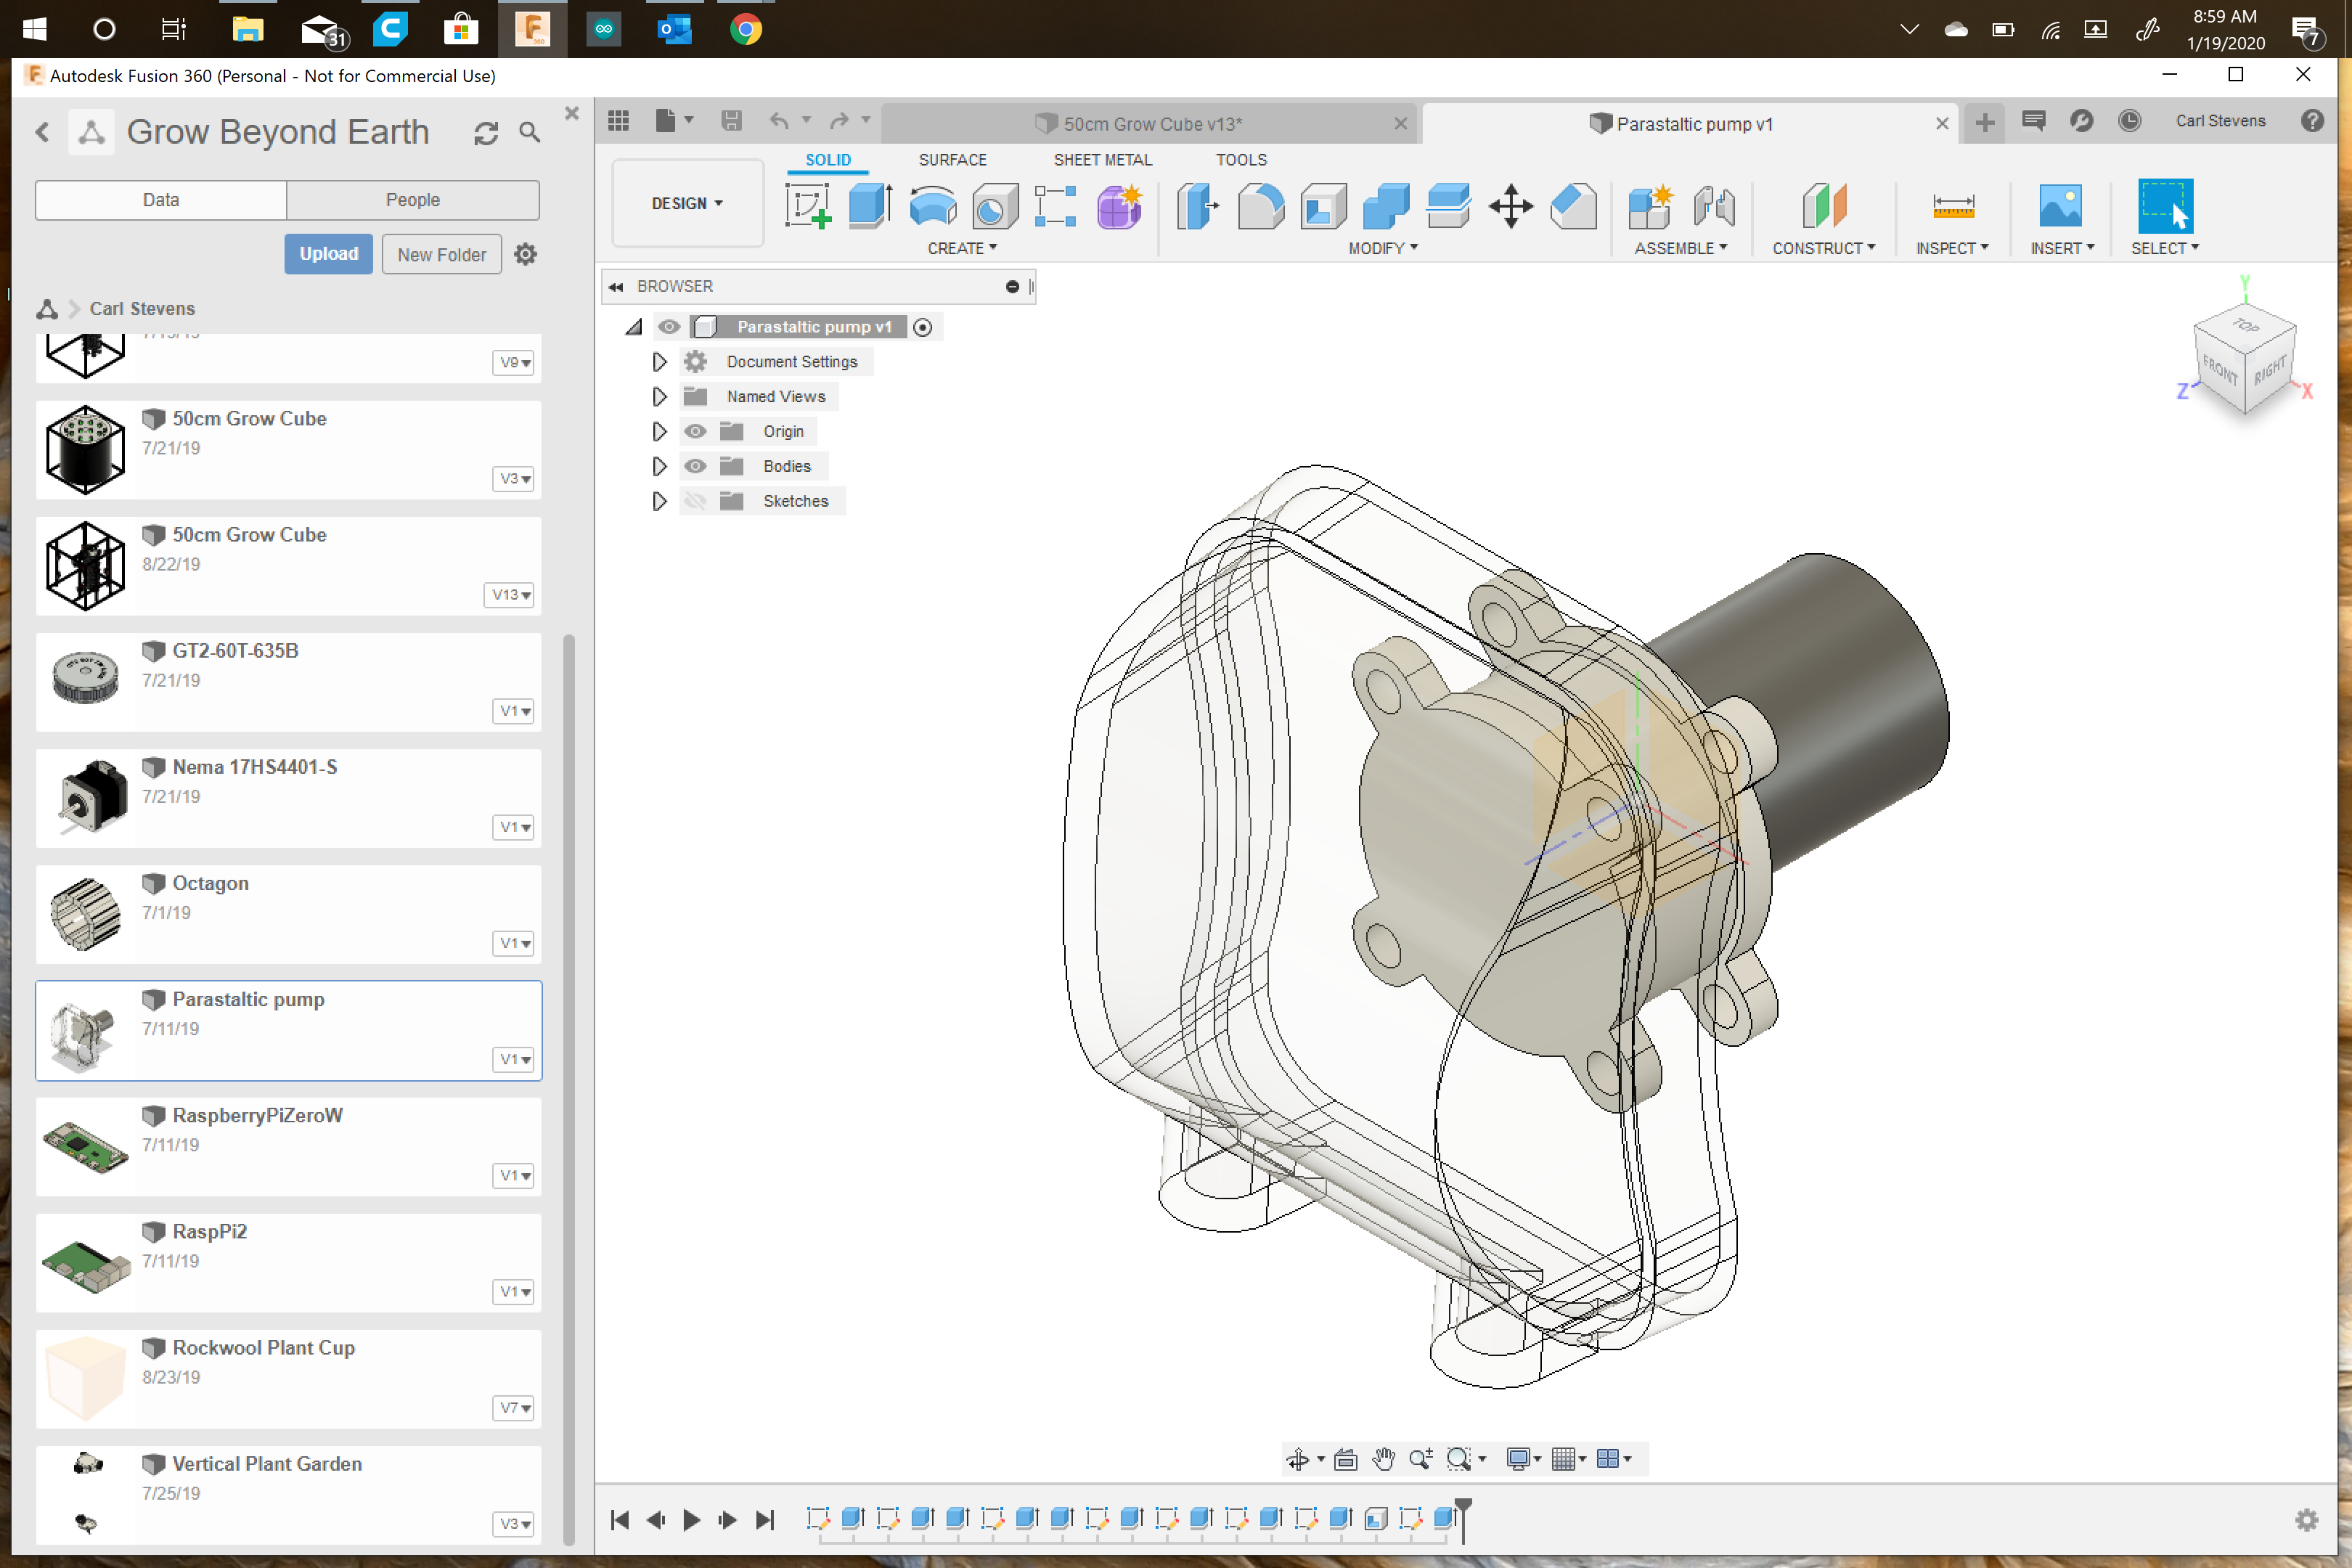 31
8:59 AM
1/19/2020
7
Autodesk Fusion 360 (Personal - Not for Commercial Use)
Grow Beyond Earth
Data
People
Upload
New Folder
Carl Stevens
V9
50cm Grow Cube
7/21/19
V3
50cm Grow Cube
8/22/19
V13
GT2-60T-635B
7/21/19
V1
Nema 17HS4401-S
7/21/19
V1
Octagon
7/1/19
V1
Parastaltic pump
7/11/19
V1
RaspberryPiZeroW
7/11/19
V1
RaspPi2
7/11/19
V1
Rockwool Plant Cup
8/23/19
V7
Vertical Plant Garden
7/25/19
V3
50cm Grow Cube v13*
Parastaltic pump v1
Carl Stevens
SOLID
SURFACE
SHEET METAL
TOOLS
DESIGN
CREATE
MODIFY
ASSEMBLE
CONSTRUCT
INSPECT
INSERT
SELECT
BROWSER
Parastaltic pump v1
Document Settings
Named Views
Origin
Bodies
Sketches
Y
TOP
FRONT
RIGHT
Z
X